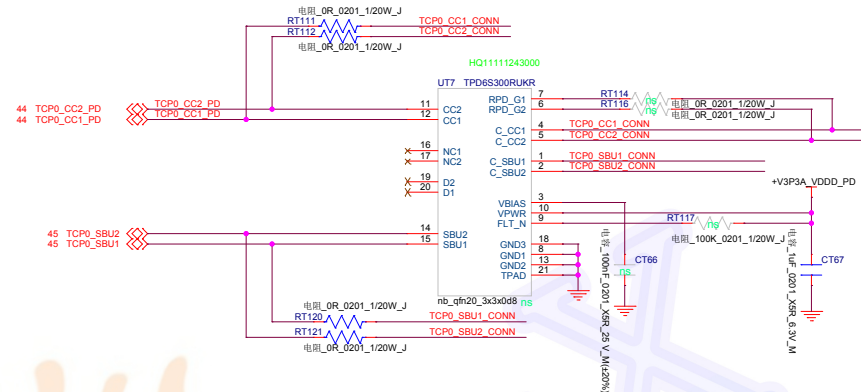 电阻_0R_0201_1/20W_J
RT111
TCP0_CC1_CONN
RT112
TCP0_CC2_CONN
电阻_0R_0201_1/20W_J
HQ11111243000
UT7 TPD6S300RUKR
44 TCP0_CC2_PD
TCP0_CC2_PD
11
CC2
44 TCP0_CC1_PD
TCP0_CC1_PD
12
CC1
RPD_G1
7
RT114
ns
电阻_0R_0201_1/20W_J
RPD_G2
6
RT116
ns
电阻_0R_0201_1/20W_J
C_CC1
4
TCP0_CC1_CONN
C_CC2
5
TCP0_CC2_CONN
16
NC1
17
NC2
C_SBU1
1
TCP0_SBU1_CONN
C_SBU2
2
TCP0_SBU2_CONN
19
D2
20
D1
+V3P3A_VDDD_PD
VBIAS
3
VPWR
10
FLT_N
9
RT117
ns
电阻_100K_0201_1/20W_J
45 TCP0_SBU2
14
SBU2
45 TCP0_SBU1
15
SBU1
GND3
18
GND1
8
GND2
13
TPAD
21
CT66
ns
电容_100nF_0201_X5R_25 V_M(±20%)
CT67
电容_1uF_0201_X5R_6.3V_M
nb_qfn20_3x3x0d8
ns
电阻_0R_0201_1/20W_J
RT120
TCP0_SBU1_CONN
RT121
TCP0_SBU2_CONN
电阻_0R_0201_1/20W_J